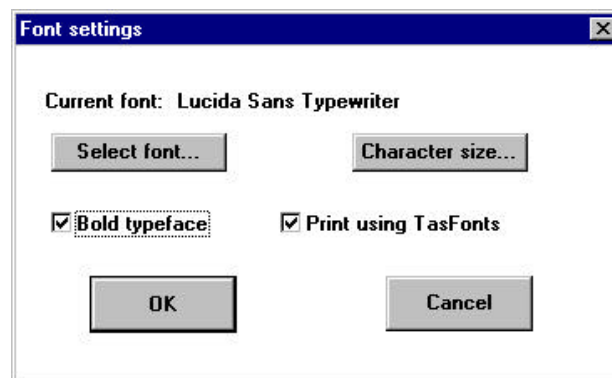 Font settings
Current font: Lucida Sans Typewriter
Select font... Character size...
Bold typeface Print using TasFonts
OK Cancel